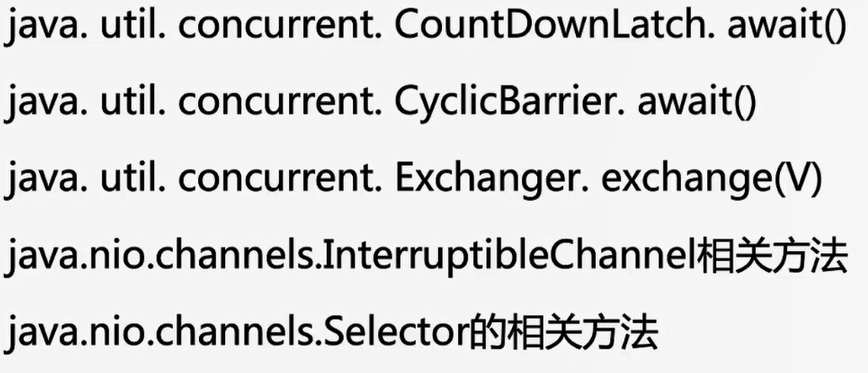 java. util. concurrent. CountDownLatch. await()
java. util. concurrent. CyclicBarrier. await()
java. util. concurrent. Exchanger. exchange(V)
java.nio.channels.InterruptibleChannel相关方法
java.nio.channels.Selector的相关方法